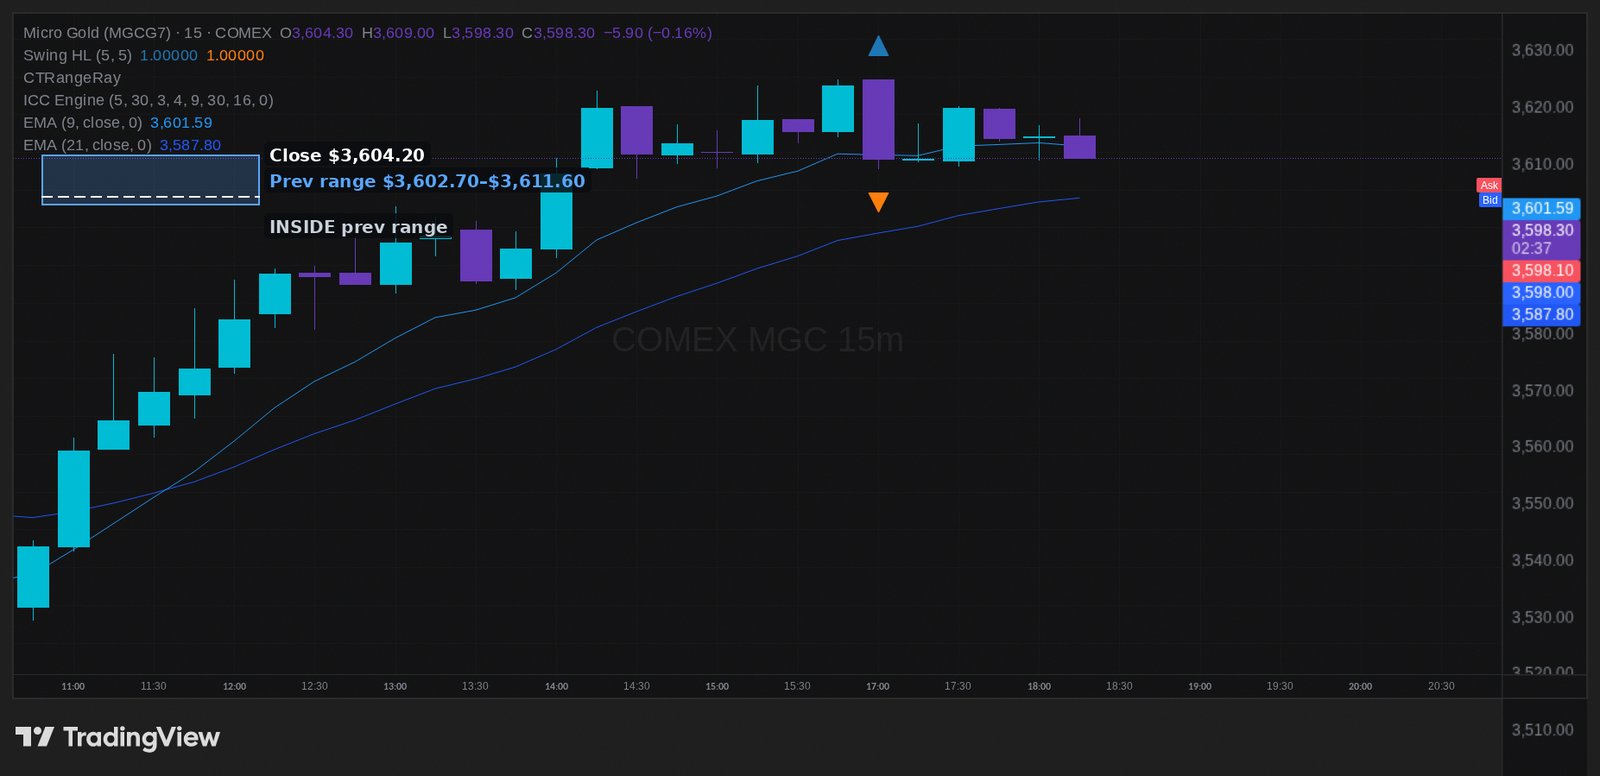 Micro Gold (MGCG7) · 15 · COMEX O3,604.30 H3,609.00 L3,598.30 C3,598.30 −5.90 (−0.16%)
Swing HL (5, 5) 1.00000 1.00000
CTRangeRay
ICC Engine (5, 30, 3, 4, 9, 30, 16, 0)
EMA (9, close, 0) 3,601.59
EMA (21, close, 0) 3,587.80
Close $3,604.20
Prev range $3,602.70–$3,611.60
INSIDE prev range
COMEX MGC 15m
3,630.00
3,620.00
3,610.00
Ask
Bid
3,601.59
3,598.30
02:37
3,598.10
3,598.00
3,587.80
3,580.00
3,570.00
3,560.00
3,550.00
3,540.00
3,530.00
3,520.00
3,510.00
11:00 11:30 12:00 12:30 13:00 13:30 14:00 14:30 15:00 15:30 17:00 17:30 18:00 18:30 19:00 19:30 20:00 20:30
TradingView